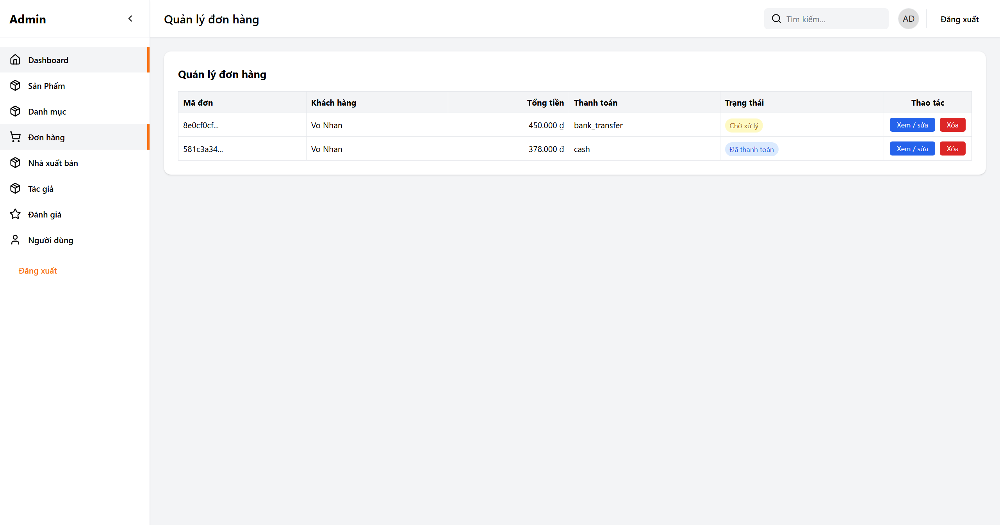 Admin
Quản lý đơn hàng
Tìm kiếm...
AD
Đăng xuất
Dashboard
Sản Phẩm
Danh mục
Đơn hàng
Nhà xuất bản
Tác giả
Đánh giá
Người dùng
Đăng xuất
Quản lý đơn hàng
Mã đơn Khách hàng Tổng tiền Thanh toán Trạng thái Thao tác
8e0cf0cf... Vo Nhan 450.000 ₫ bank_transfer Chờ xử lý Xem / sửa Xóa
581c3a34... Vo Nhan 378.000 ₫ cash Đã thanh toán Xem / sửa Xóa